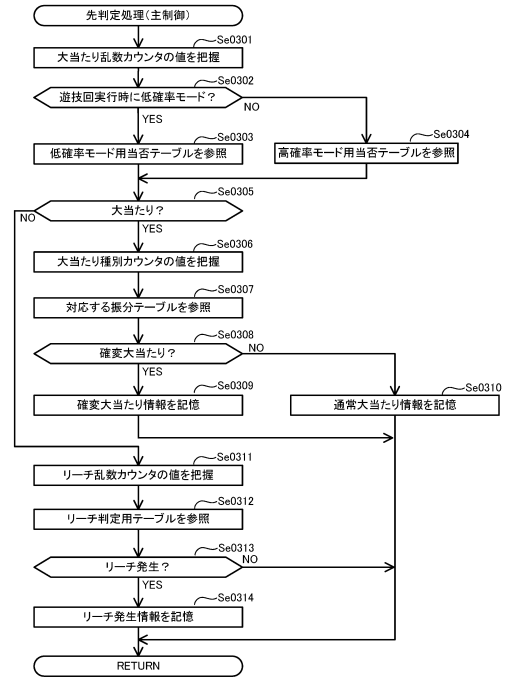 先判定処理(主制御)
Se0301
大当たり乱数カウンタの値を把握
Se0302
遊技回実行時に低確率モード?
NO
YES
Se0303
低確率モード用当否テーブルを参照
Se0304
高確率モード用当否テーブルを参照
Se0305
大当たり?
NO
YES
Se0306
大当たり種別カウンタの値を把握
Se0307
対応する振分テーブルを参照
Se0308
確変大当たり?
NO
YES
Se0309
確変大当たり情報を記憶
Se0310
通常大当たり情報を記憶
Se0311
リーチ乱数カウンタの値を把握
Se0312
リーチ判定用テーブルを参照
Se0313
リーチ発生?
NO
YES
Se0314
リーチ発生情報を記憶
RETURN